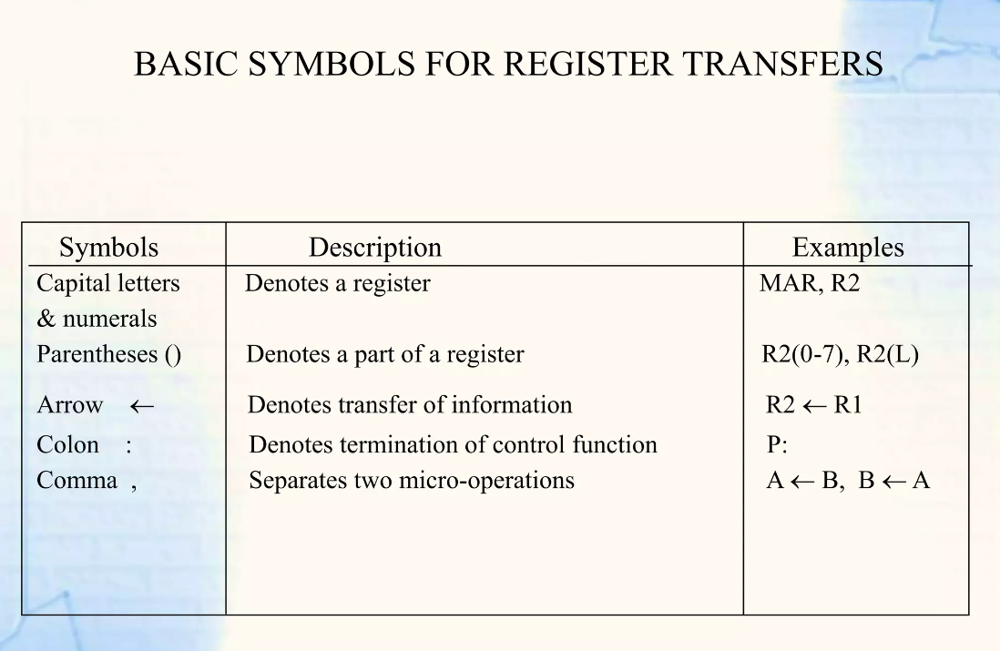 BASIC SYMBOLS FOR REGISTER TRANSFERS
Symbols Description Examples
Capital letters Denotes a register MAR, R2
& numerals
Parentheses () Denotes a part of a register R2(0-7), R2(L)
Arrow ← Denotes transfer of information R2 ← R1
Colon : Denotes termination of control function P:
Comma , Separates two micro-operations A ← B, B ← A